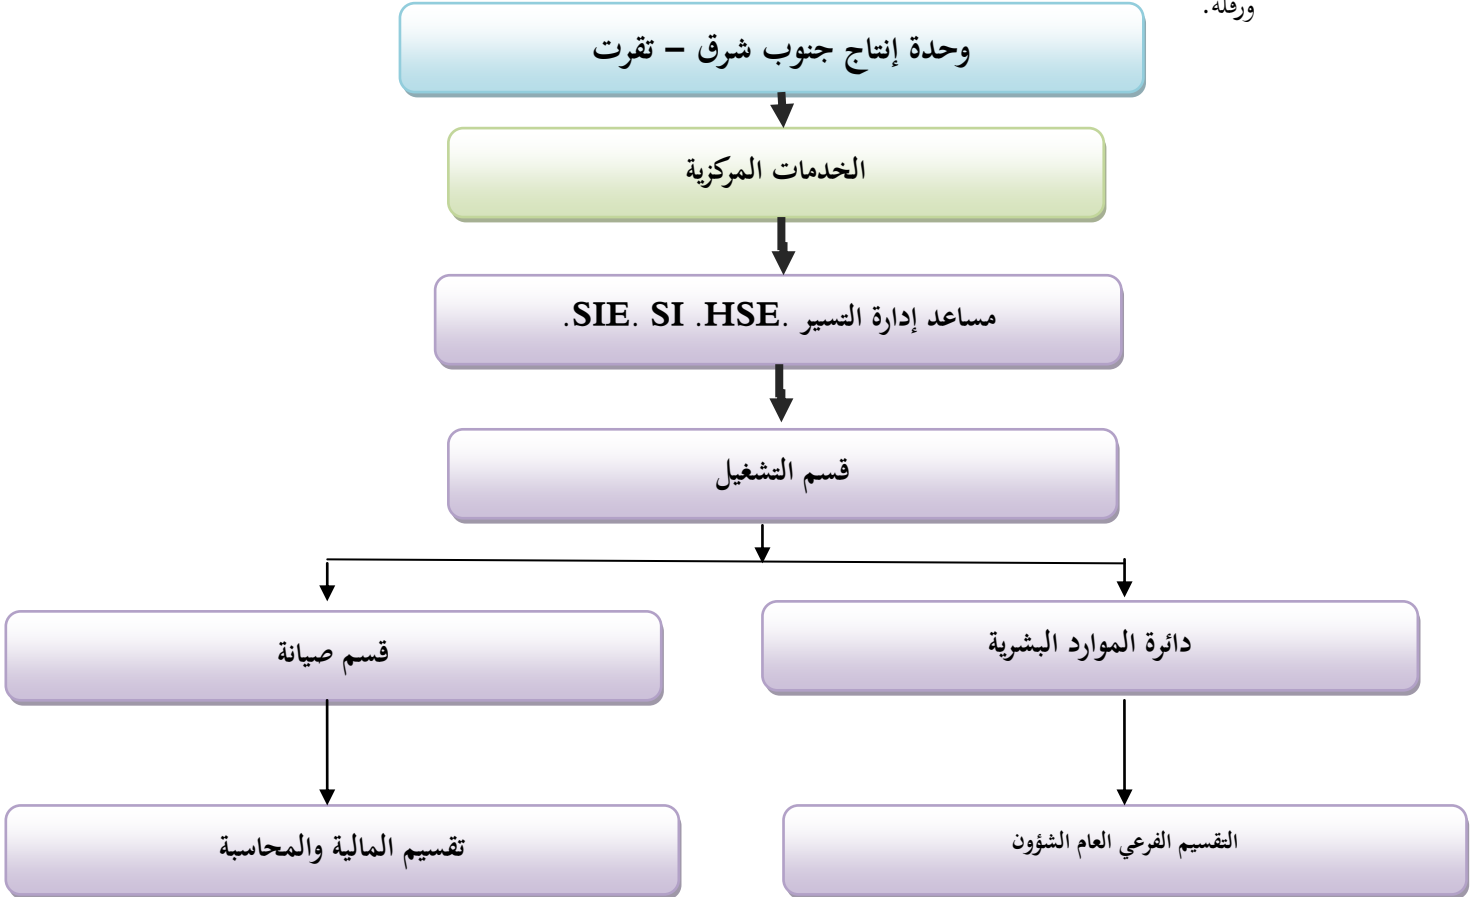 ورقلة.
وحدة إنتاج جنوب شرق – تقرت
الخدمات المركزية
مساعد إدارة التسير .SIE. SI .HSE.
قسم التشغيل
دائرة الموارد البشرية
قسم صيانة
التقسيم الفرعي العام الشؤون
تقسيم المالية والمحاسبة